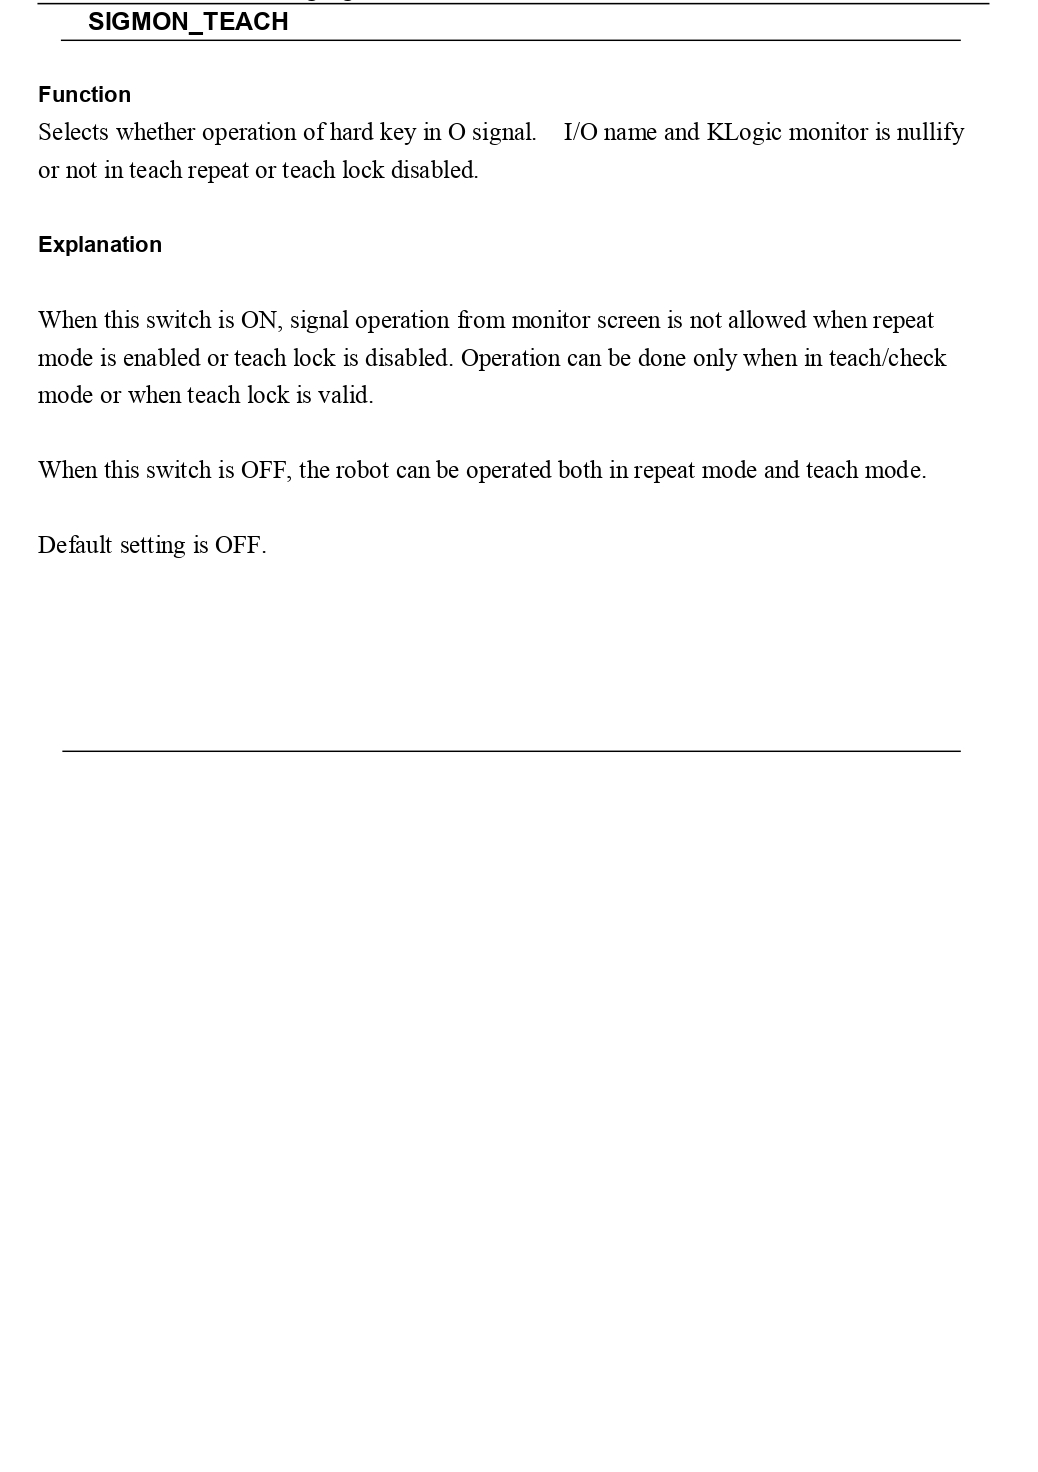 SIGMON_TEACH
Function
Selects whether operation of hard key in O signal. I/O name and KLogic monitor is nullify
or not in teach repeat or teach lock disabled.
Explanation
When this switch is ON, signal operation from monitor screen is not allowed when repeat
mode is enabled or teach lock is disabled. Operation can be done only when in teach/check
mode or when teach lock is valid.
When this switch is OFF, the robot can be operated both in repeat mode and teach mode.
Default setting is OFF.